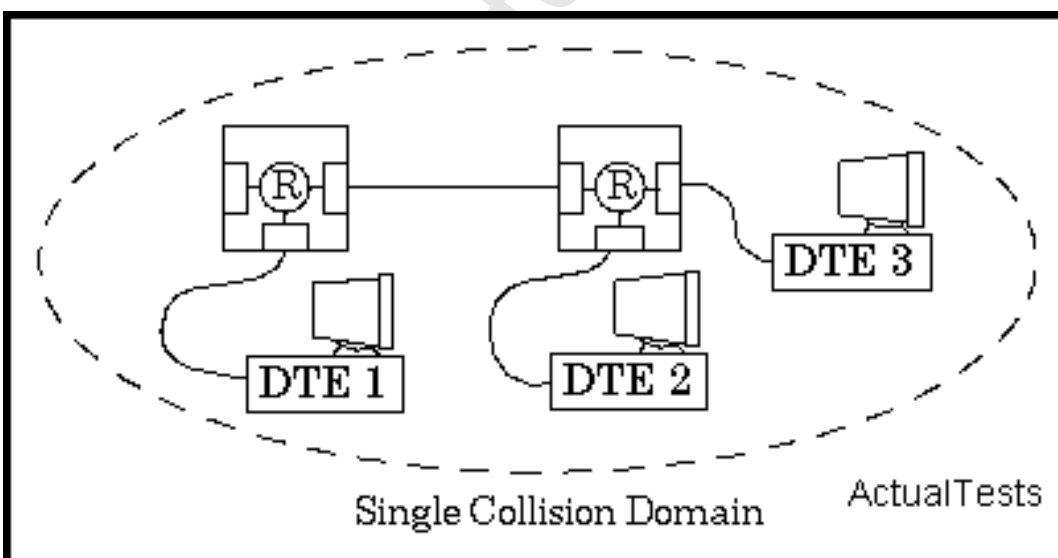 R
R
DTE 3
DTE 1
DTE 2
Single Collision Domain
ActualTests